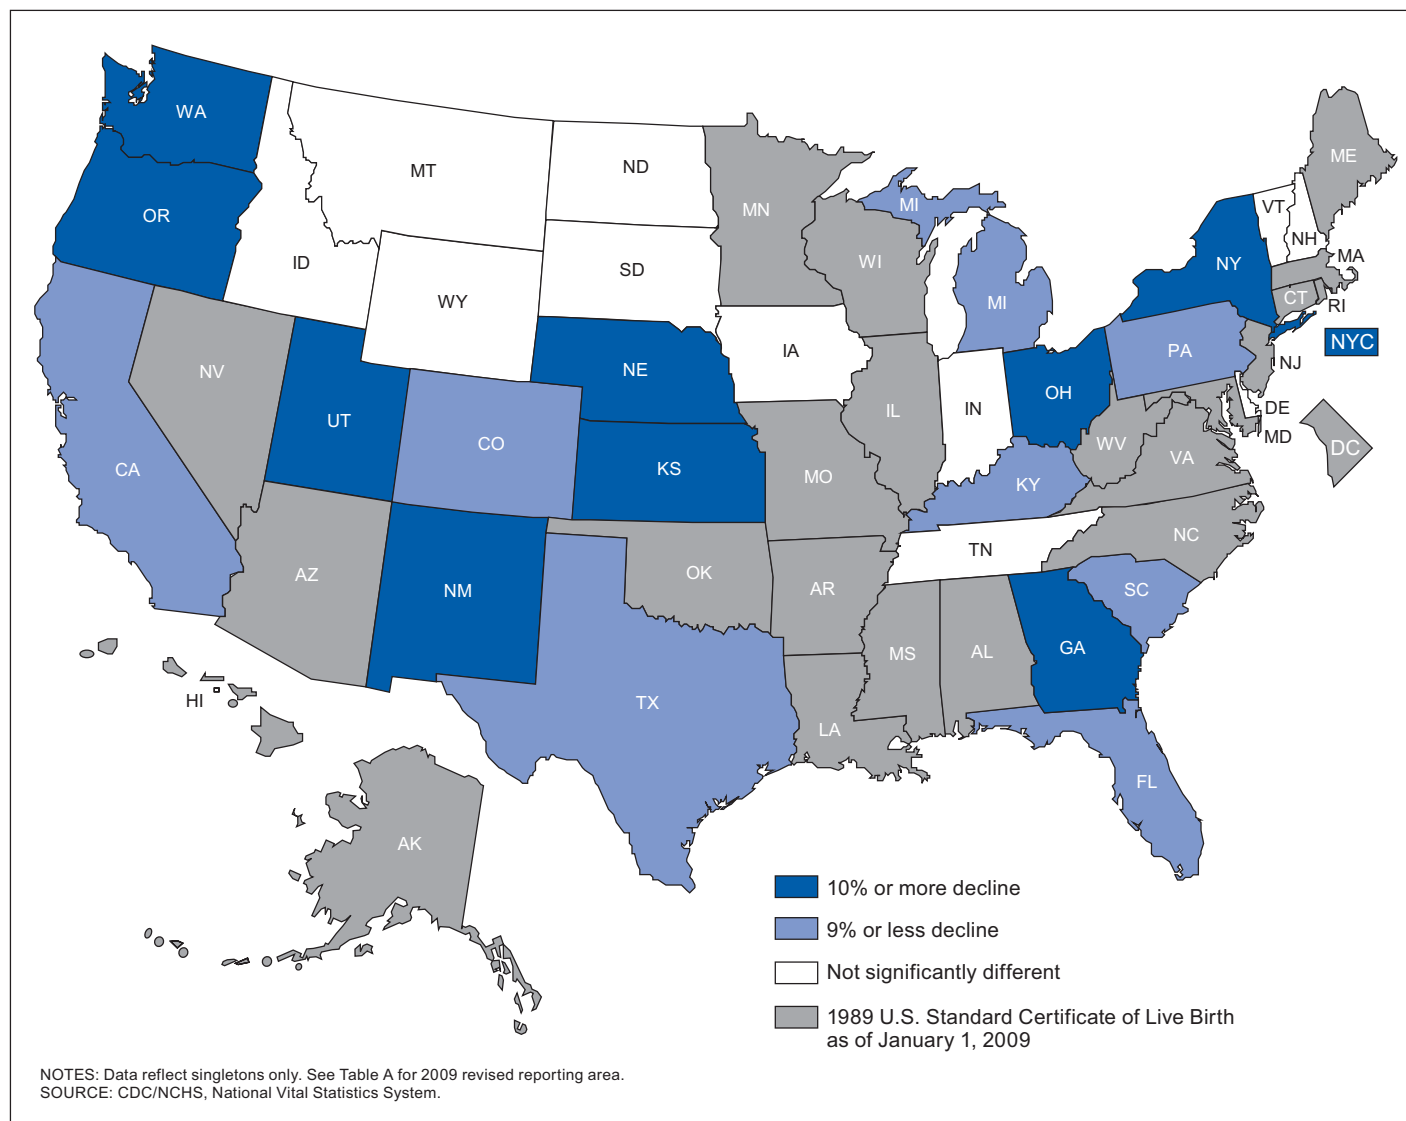 WA
OR
CA
NV
ID
MT
WY
UT
AZ
CO
NM
ND
SD
NE
KS
OK
TX
MN
IA
MO
AR
LA
WI
IL
MI
MI
IN
OH
KY
TN
MS
AL
GA
FL
SC
NC
VA
WV
PA
NY
NYC
VT
NH
ME
MA
CT
RI
NJ
DE
MD
DC
HI
AK
10% or more decline
9% or less decline
Not significantly different
1989 U.S. Standard Certificate of Live Birth
as of January 1, 2009
NOTES: Data reflect singletons only. See Table A for 2009 revised reporting area.
SOURCE: CDC/NCHS, National Vital Statistics System.